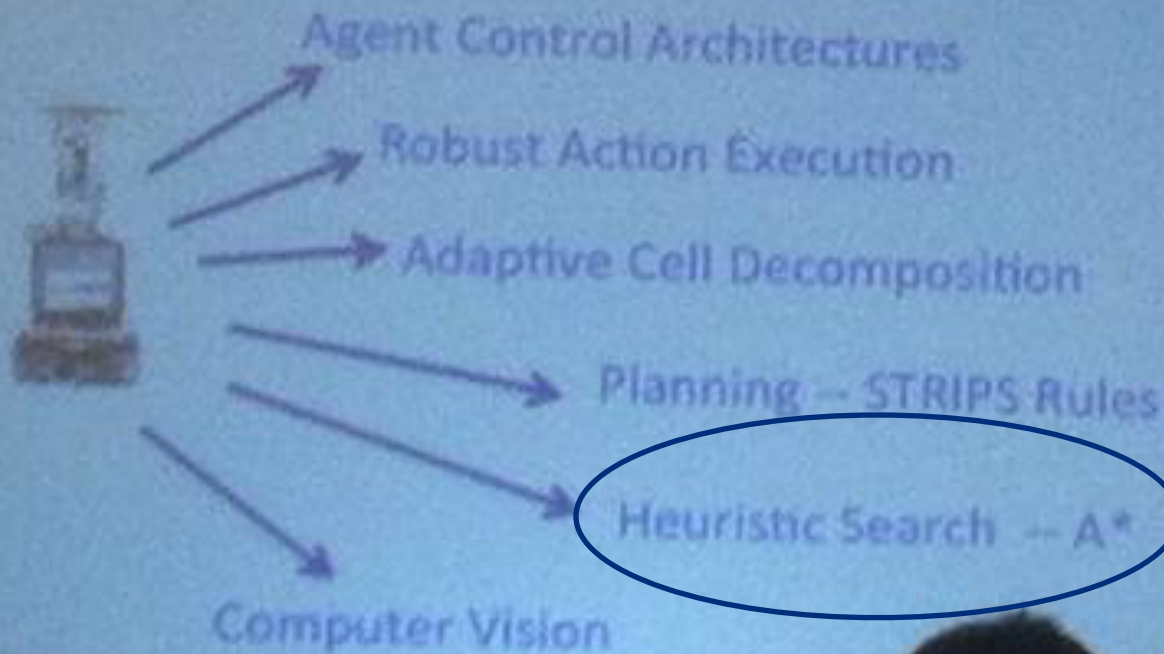 Agent Control Architectures
Robust Action Execution
Adaptive Cell Decomposition
Planning -- STRIPS Rules
Heuristic Search -- A*
Computer Vision